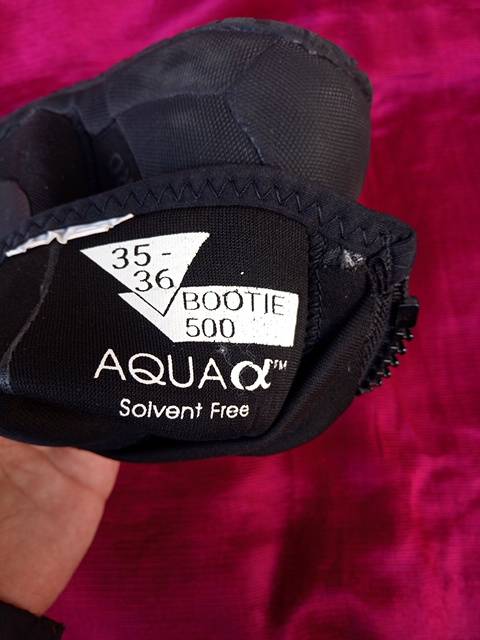 35 -
36
BOOTIE
500
AQUAα™
Solvent Free